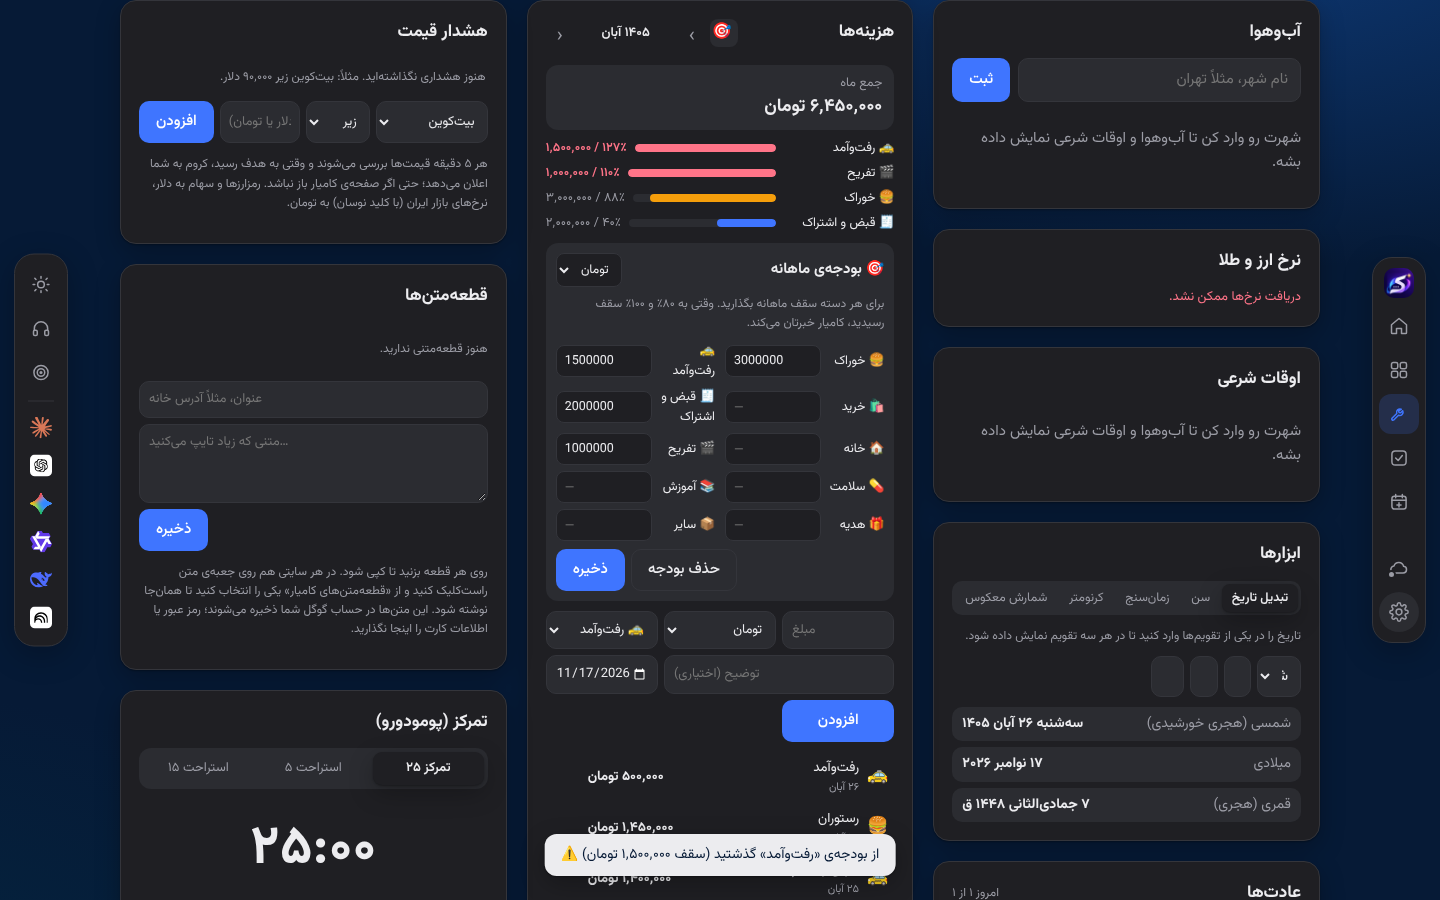 آب‌وهوا
نام شهر، مثلاً تهران
ثبت
شهرت رو وارد کن تا آب‌وهوا و اوقات شرعی نمایش داده
بشه.
نرخ ارز و طلا
دریافت نرخ‌ها ممکن نشد.
اوقات شرعی
شهرت رو وارد کن تا آب‌وهوا و اوقات شرعی نمایش داده
بشه.
ابزارها
تبدیل تاریخ
سن
زمان‌سنج
کرنومتر
شمارش معکوس
تاریخ را در یکی از تقویم‌ها وارد کنید تا در هر سه تقویم نمایش داده شود.
شمسی (هجری خورشیدی)
سه‌شنبه ۲۶ آبان ۱۴۰۵
میلادی
۱۷ نوامبر ۲۰۲۶
قمری (هجری)
۷ جمادی‌الثانی ۱۴۴۸ ق
عادت‌ها
امروز ۱ از ۱
هزینه‌ها
۱۴۰۵ آبان
جمع ماه
۶,۴۵۰,۰۰۰ تومان
رفت‌وآمد
۱,۵۰۰,۰۰۰ / ۱۲۷٪
تفریح
۱,۰۰۰,۰۰۰ / ۱۱۰٪
خوراک
۳,۰۰۰,۰۰۰ / ۸۸٪
قبض و اشتراک
۲,۰۰۰,۰۰۰ / ۴۰٪
بودجه‌ی ماهانه
تومان
برای هر دسته سقف ماهانه بگذارید. وقتی به ۸۰٪ و ۱۰۰٪ سقف
رسیدید، کامیار خبرتان می‌کند.
خوراک
3000000
رفت‌وآمد
1500000
خرید
—
قبض و
اشتراک
2000000
خانه
—
تفریح
1000000
سلامت
—
آموزش
—
هدیه
—
سایر
—
حذف بودجه
ذخیره
مبلغ
تومان
رفت‌وآمد
توضیح (اختیاری)
11/17/2026
افزودن
رفت‌وآمد
۲۶ آبان
۵۰۰,۰۰۰ تومان
رستوران
۱,۴۵۰,۰۰۰ تومان
از بودجه‌ی «رفت‌وآمد» گذشتید (سقف ۱,۵۰۰,۰۰۰ تومان)
۱,۴۰۰,۰۰۰ تومان
۲۵ آبان
هشدار قیمت
هنوز هشداری نگذاشته‌اید. مثلاً: بیت‌کوین زیر ۹۰,۰۰۰ دلار.
بیت‌کوین
زیر
دلار یا تومان)
افزودن
هر ۵ دقیقه قیمت‌ها بررسی می‌شوند و وقتی به هدف رسید، کروم به شما
اعلان می‌دهد؛ حتی اگر صفحه‌ی کامیار باز نباشد. رمزارزها و سهام به دلار،
نرخ‌های بازار ایران (با کلید نوسان) به تومان.
قطعه‌متن‌ها
هنوز قطعه‌متنی ندارید.
عنوان، مثلاً آدرس خانه
متنی که زیاد تایپ می‌کنید…
ذخیره
روی هر قطعه بزنید تا کپی شود. در هر سایتی هم روی جعبه‌ی متن
راست‌کلیک کنید و از «قطعه‌متن‌های کامیار» یکی را انتخاب کنید تا همان‌جا
نوشته شود. این متن‌ها در حساب گوگل شما ذخیره می‌شوند؛ رمز عبور یا
اطلاعات کارت را اینجا نگذارید.
تمرکز (پومودورو)
تمرکز ۲۵
استراحت ۵
استراحت ۱۵
۲۵:۰۰